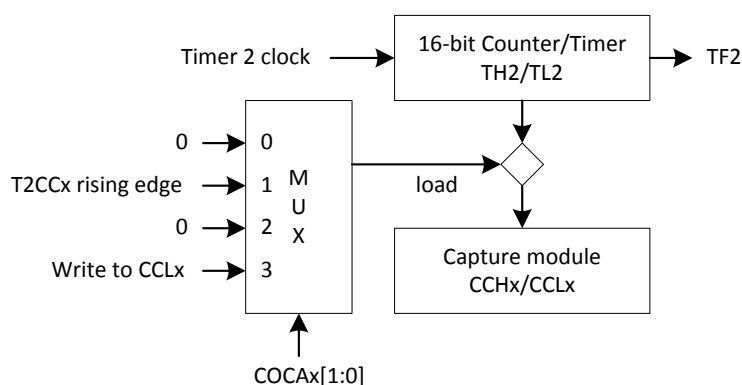 16-bit Counter/Timer
TH2/TL2
Timer 2 clock
TF2
0
T2CCx rising edge
0
Write to CCLx
0
1
2
3
M
U
X
load
Capture module
CCHx/CCLx
COCAx[1:0]